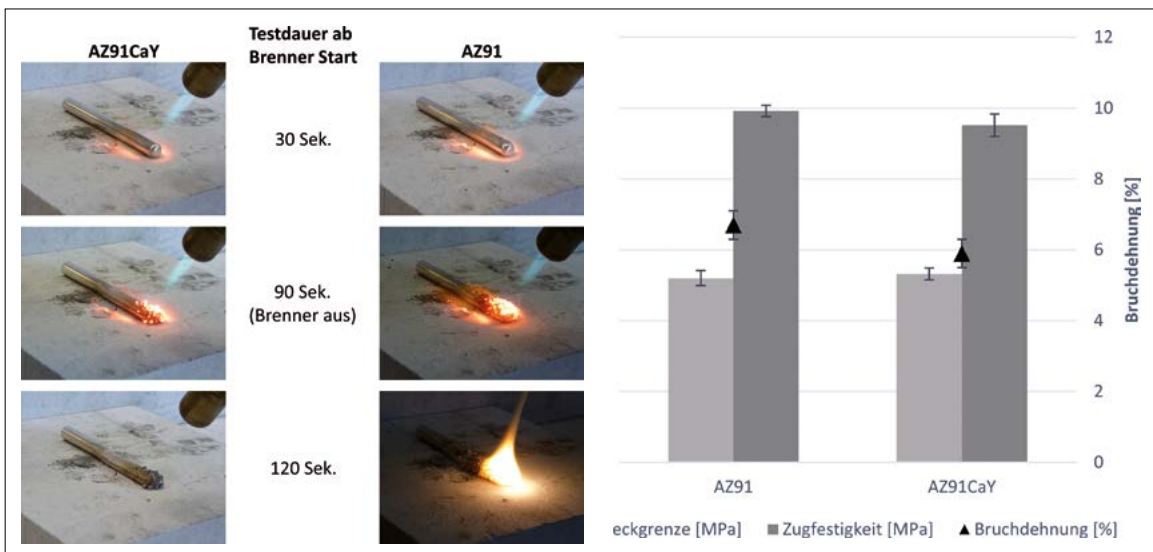 AZ91CaY
Testdauer ab
Brenner Start
AZ91
30 Sek.
90 Sek.
(Brenner aus)
120 Sek.
12
10
8
6
4
2
0
Bruchdehnung [%]
AZ91
AZ91CaY
eckgrenze [MPa]
Zugfestigkeit [MPa]
Bruchdehnung [%]